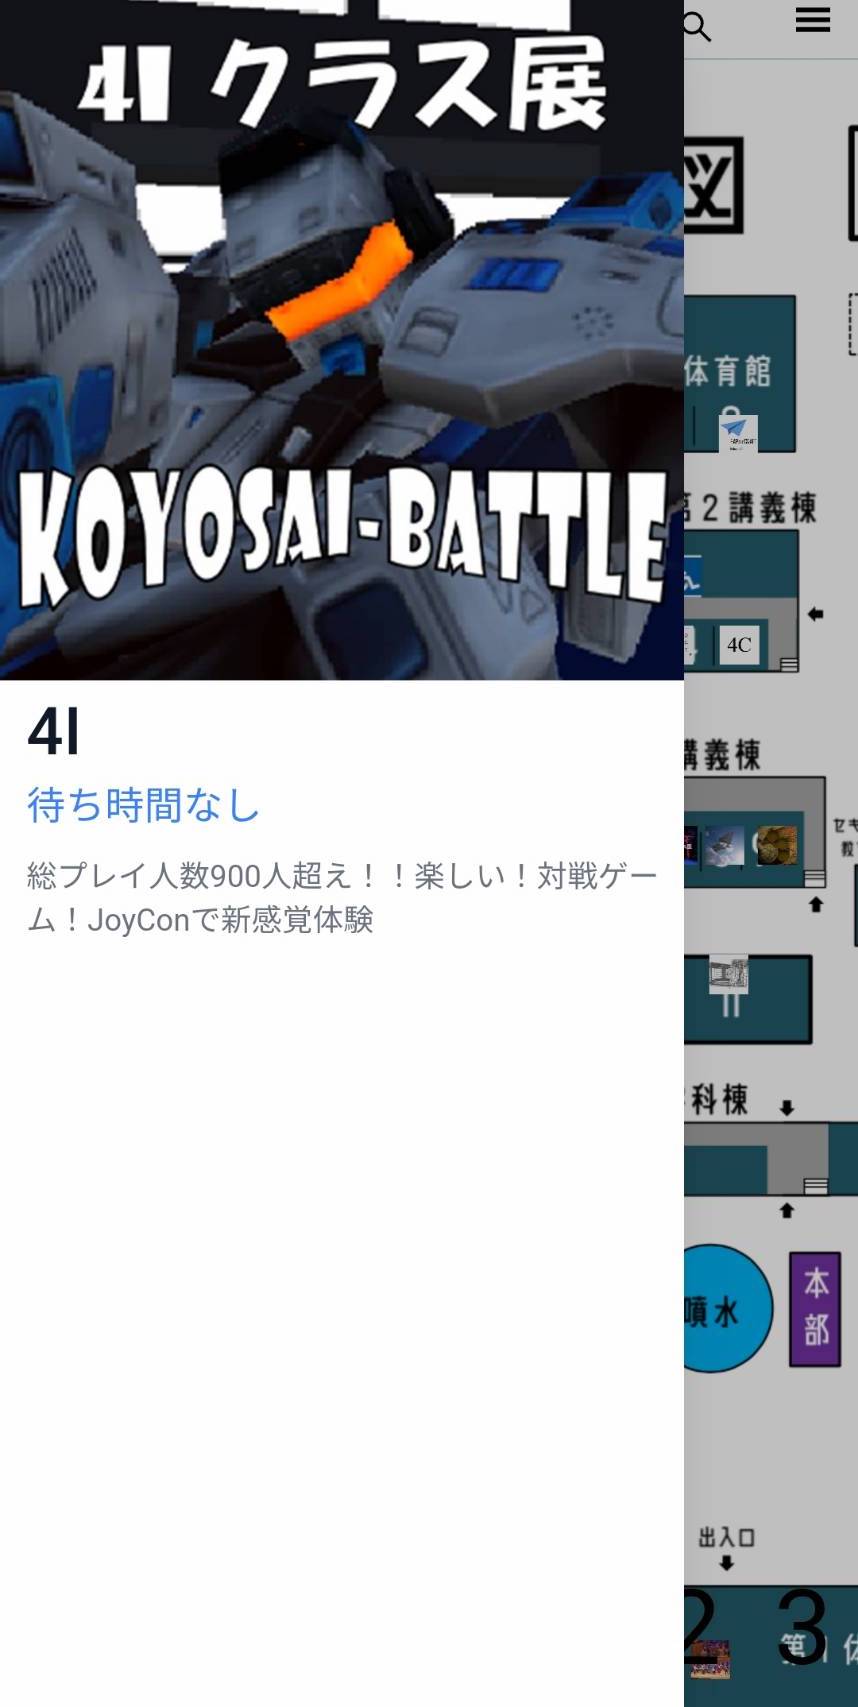 4I クラス展
KOYOSAI-BATTLE
4I
待ち時間なし
総プレイ人数900人超え！！楽しい！対戦ゲー
ム！JoyConで新感覚体験
体育館
2講義棟
4C
講義棟
科棟
噴水
本
部
出入口
2 3
第1